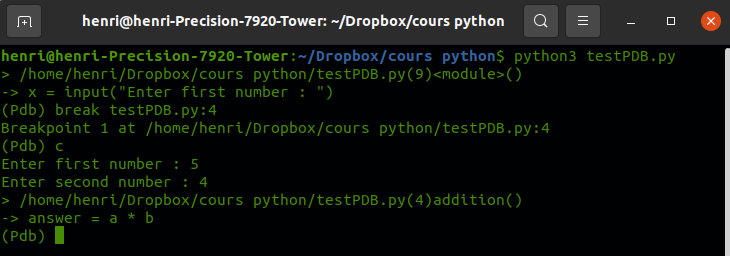 henri@henri-Precision-7920-Tower: ~/Dropbox/cours python
henri@henri-Precision-7920-Tower:~/Dropbox/cours python$ python3 testPDB.py
> /home/henri/Dropbox/cours python/testPDB.py(9)<module>()
-> x = input("Enter first number : ")
(Pdb) break testPDB.py:4
Breakpoint 1 at /home/henri/Dropbox/cours python/testPDB.py:4
(Pdb) c
Enter first number : 5
Enter second number : 4
> /home/henri/Dropbox/cours python/testPDB.py(4)addition()
-> answer = a * b
(Pdb)